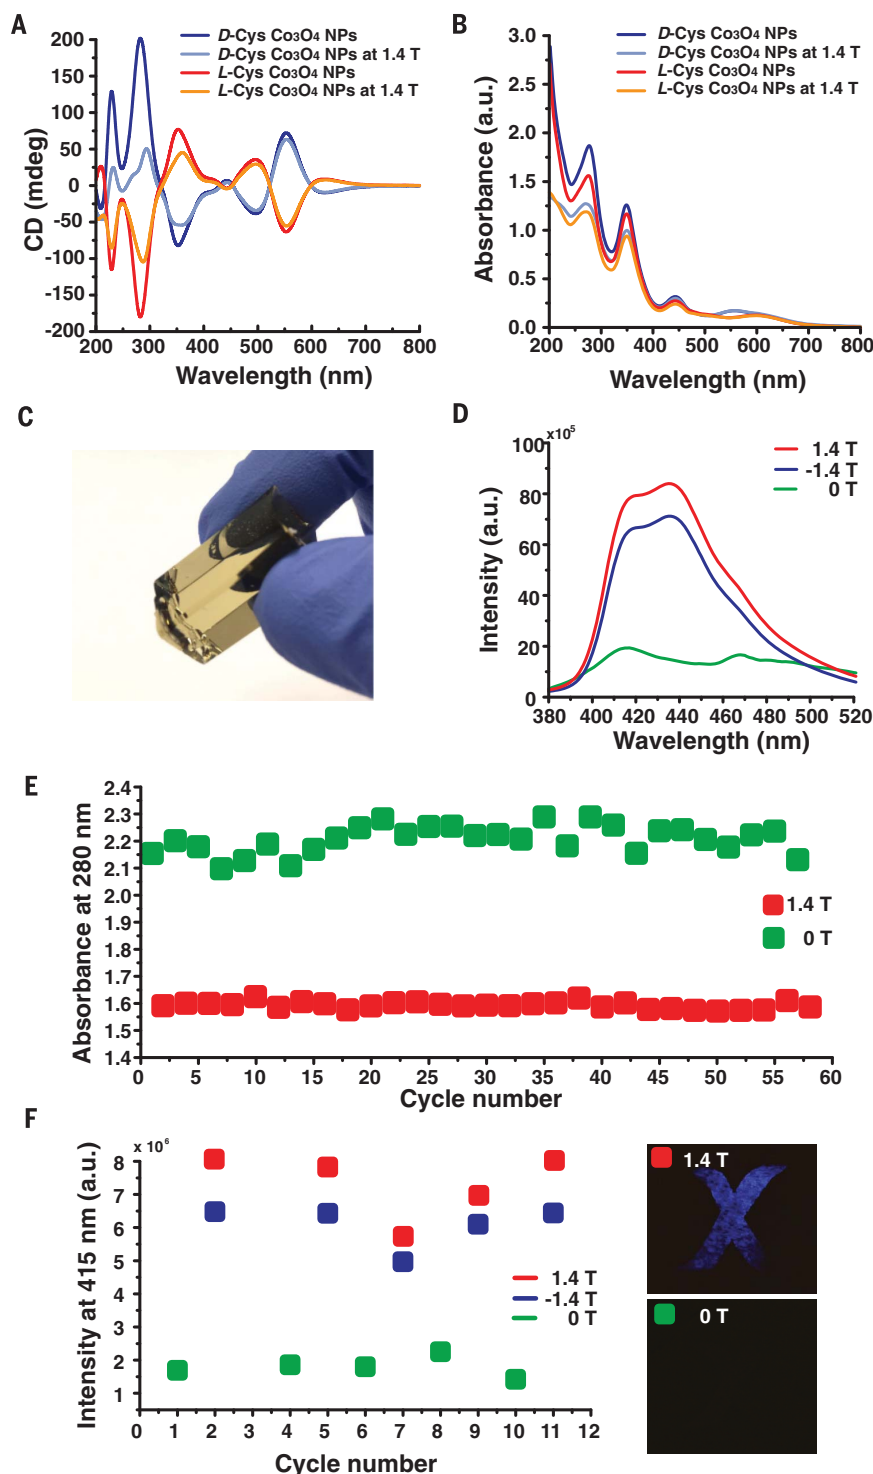 A
D-Cys Co3O4 NPs
D-Cys Co3O4 NPs at 1.4 T
L-Cys Co3O4 NPs
L-Cys Co3O4 NPs at 1.4 T
CD (mdeg)
200
150
100
50
0
-50
-100
-150
-200
200 300 400 500 600 700 800
Wavelength (nm)
B
D-Cys Co3O4 NPs
D-Cys Co3O4 NPs at 1.4 T
L-Cys Co3O4 NPs
L-Cys Co3O4 NPs at 1.4 T
Absorbance (a.u.)
3.0
2.5
2.0
1.5
1.0
0.5
0.0
200 300 400 500 600 700 800
Wavelength (nm)
C
D
x10⁵
1.4 T
-1.4 T
0 T
Intensity (a.u.)
100
80
60
40
20
0
380 400 420 440 460 480 500 520
Wavelength (nm)
E
Absorbance at 280 nm
2.4
2.3
2.2
2.1
2.0
1.9
1.8
1.7
1.6
1.5
1.4
1.4 T
0 T
0 5 10 15 20 25 30 35 40 45 50 55 60
Cycle number
F
x 10⁶
Intensity at 415 nm (a.u.)
8
7
6
5
4
3
2
1
1.4 T
-1.4 T
0 T
0 1 2 3 4 5 6 7 8 9 10 11 12
Cycle number
1.4 T
X
0 T